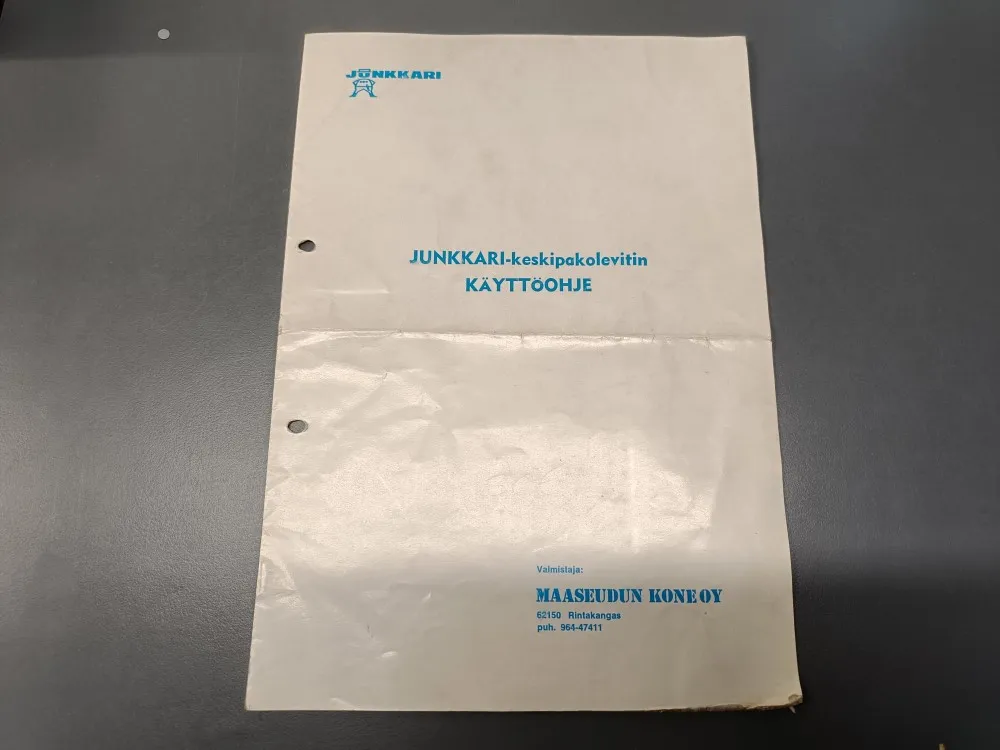 JUNKKARI
JUNKKARI-keskipakolevitin
KÄYTTÖOHJE
Valmistaja:
MAASEUDUN KONE OY
62150 Rintakangas
puh. 964-47411